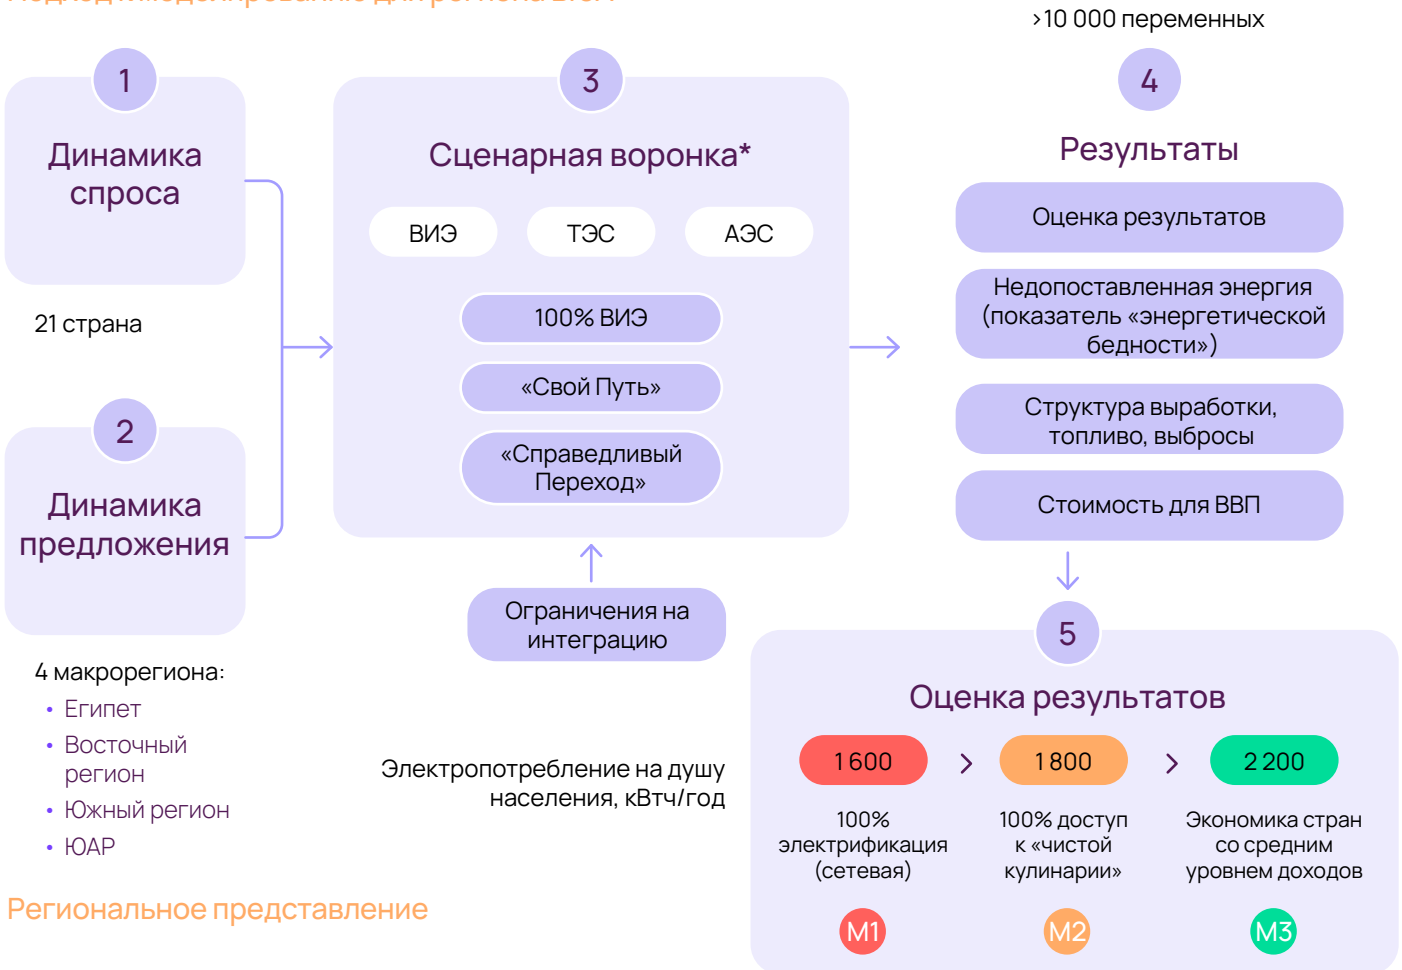 >10 000 переменных
1
Динамика
спроса
21 страна
2
Динамика
предложения
4 макрорегиона:
• Египет
• Восточный
регион
• Южный регион
• ЮАР
3
Сценарная воронка*
ВИЭ
ТЭС
АЭС
100% ВИЭ
«Свой Путь»
«Справедливый
Переход»
Ограничения на
интеграцию
4
Результаты
Оценка результатов
Недопоставленная энергия
(показатель «энергетической
бедности»)
Структура выработки,
топливо, выбросы
Стоимость для ВВП
5
Оценка результатов
Электропотребление на душу
населения, кВтч/год
1 600
>
1 800
>
2 200
100%
электрификация
(сетевая)
100% доступ
к «чистой
кулинарии»
Экономика стран
со средним
уровнем доходов
М1
М2
М3
Региональное представление